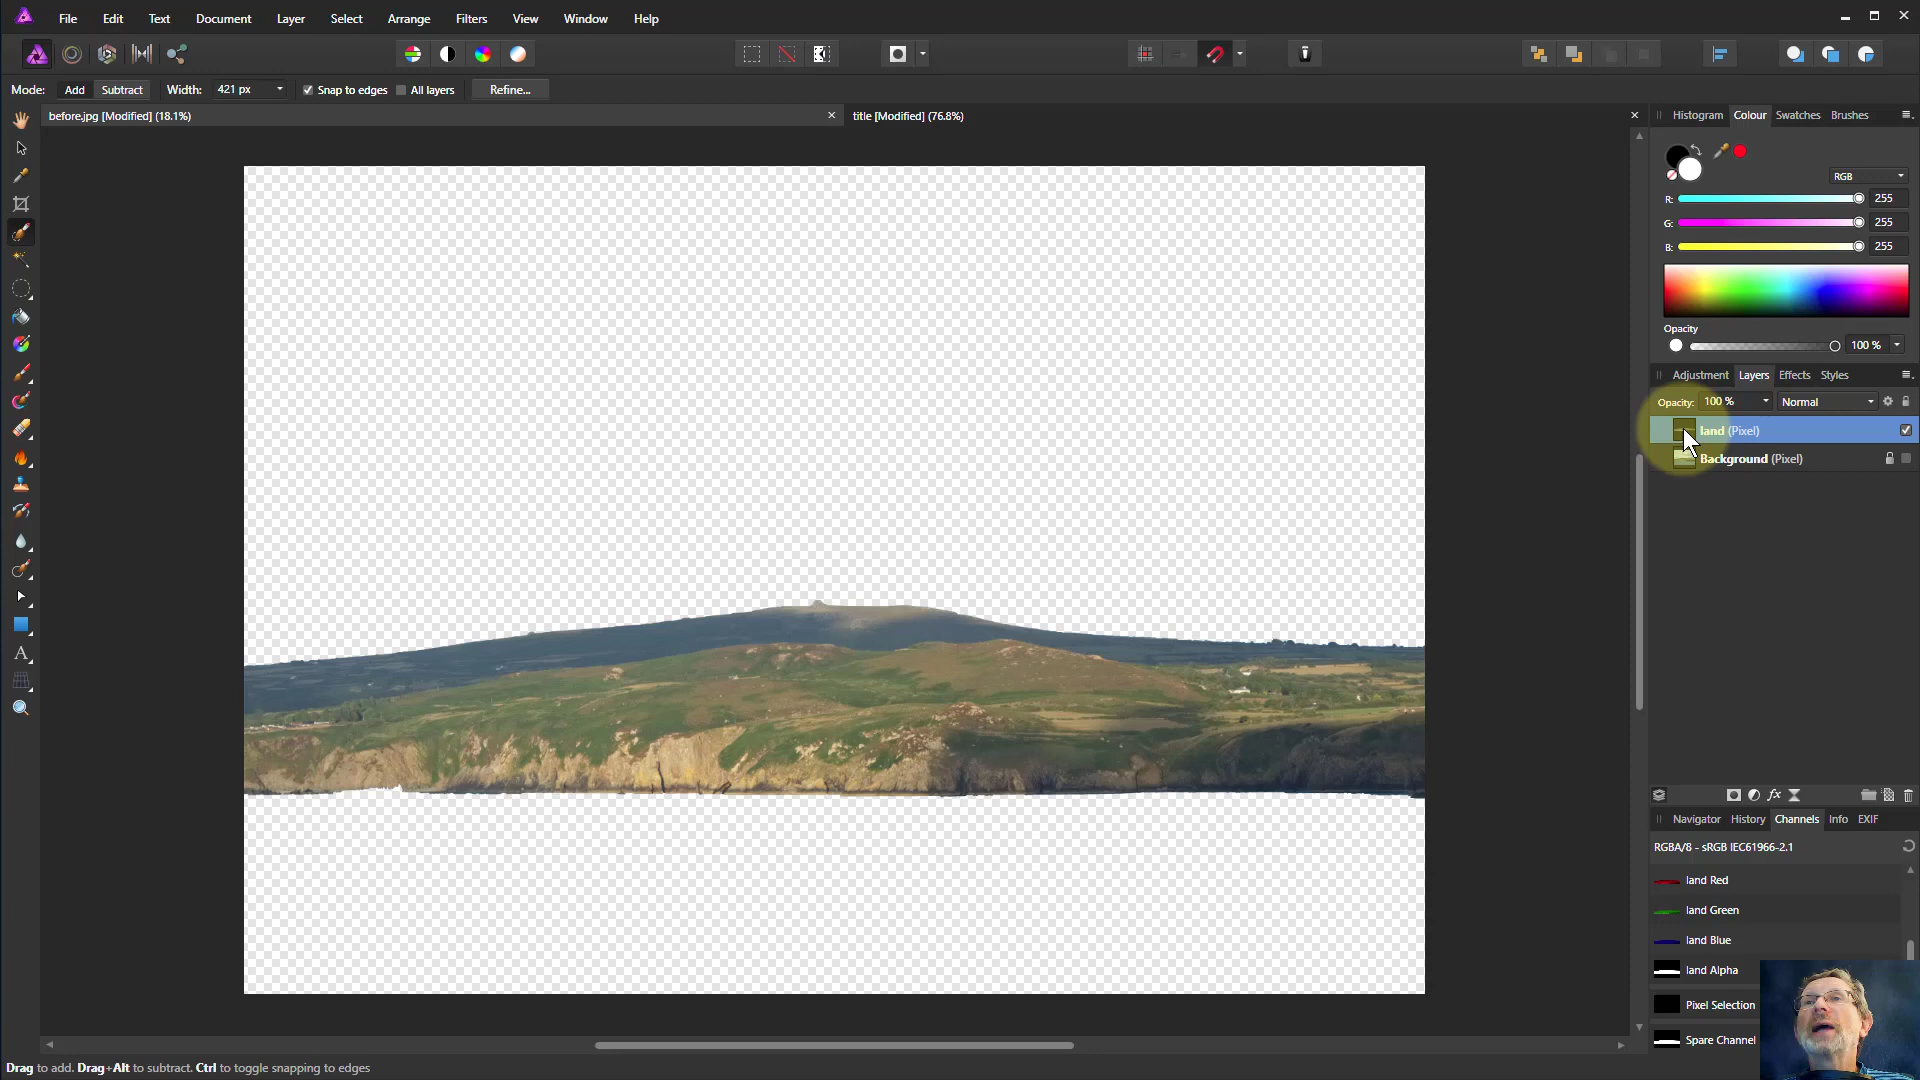 File Edit Text Document Layer Select Arrange Filters View Window Help
Mode: Add Subtract Width: 421 px Snap to edges All layers Refine...
before.jpg [Modified] (18.1%) title [Modified] (76.8%)
Histogram Colour Swatches Brushes
RGB
R: 255
G: 255
B: 255
Opacity
100 %
Adjustment Layers Effects Styles
Opacity: 100 % Normal
land (Pixel)
Background (Pixel)
fx
Navigator History Channels Info EXIF
RGBA/8 - sRGB IEC61966-2.1
land Red
land Green
land Blue
land Alpha
Pixel Selection
Spare Channel
Drag to add. Drag+Alt to subtract. Ctrl to toggle snapping to edges